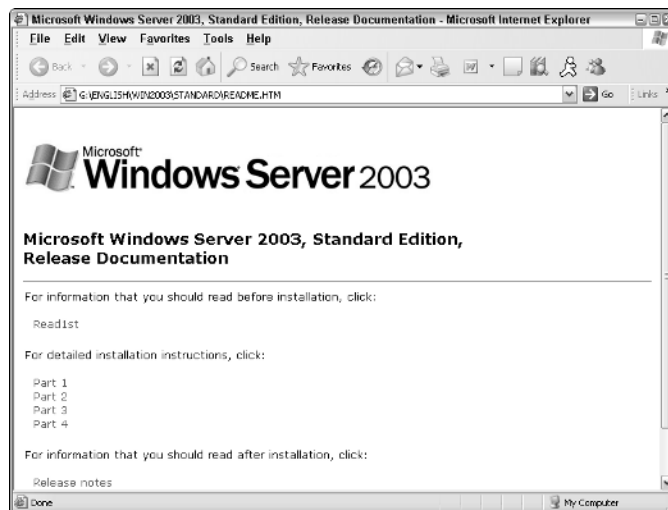 Microsoft Windows Server 2003, Standard Edition, Release Documentation - Microsoft Internet Explorer
File Edit View Favorites Tools Help
Back Search Favorites
Address G:\ENGLISH\WIN2003\STANDARD\README.HTM Go Links
Microsoft
Windows Server 2003
Microsoft Windows Server 2003, Standard Edition,
Release Documentation
For information that you should read before installation, click:
Read1st
For detailed installation instructions, click:
Part 1
Part 2
Part 3
Part 4
For information that you should read after installation, click:
Release notes
Done My Computer